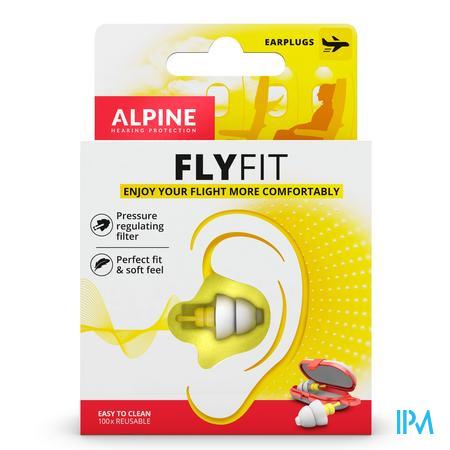 EARPLUGS
ALPINE
HEARING PROTECTION
FLYFIT
ENJOY YOUR FLIGHT MORE COMFORTABLY
Pressure
regulating
filter
Perfect fit
& soft feel
EASY TO CLEAN
100x REUSABLE
IPM